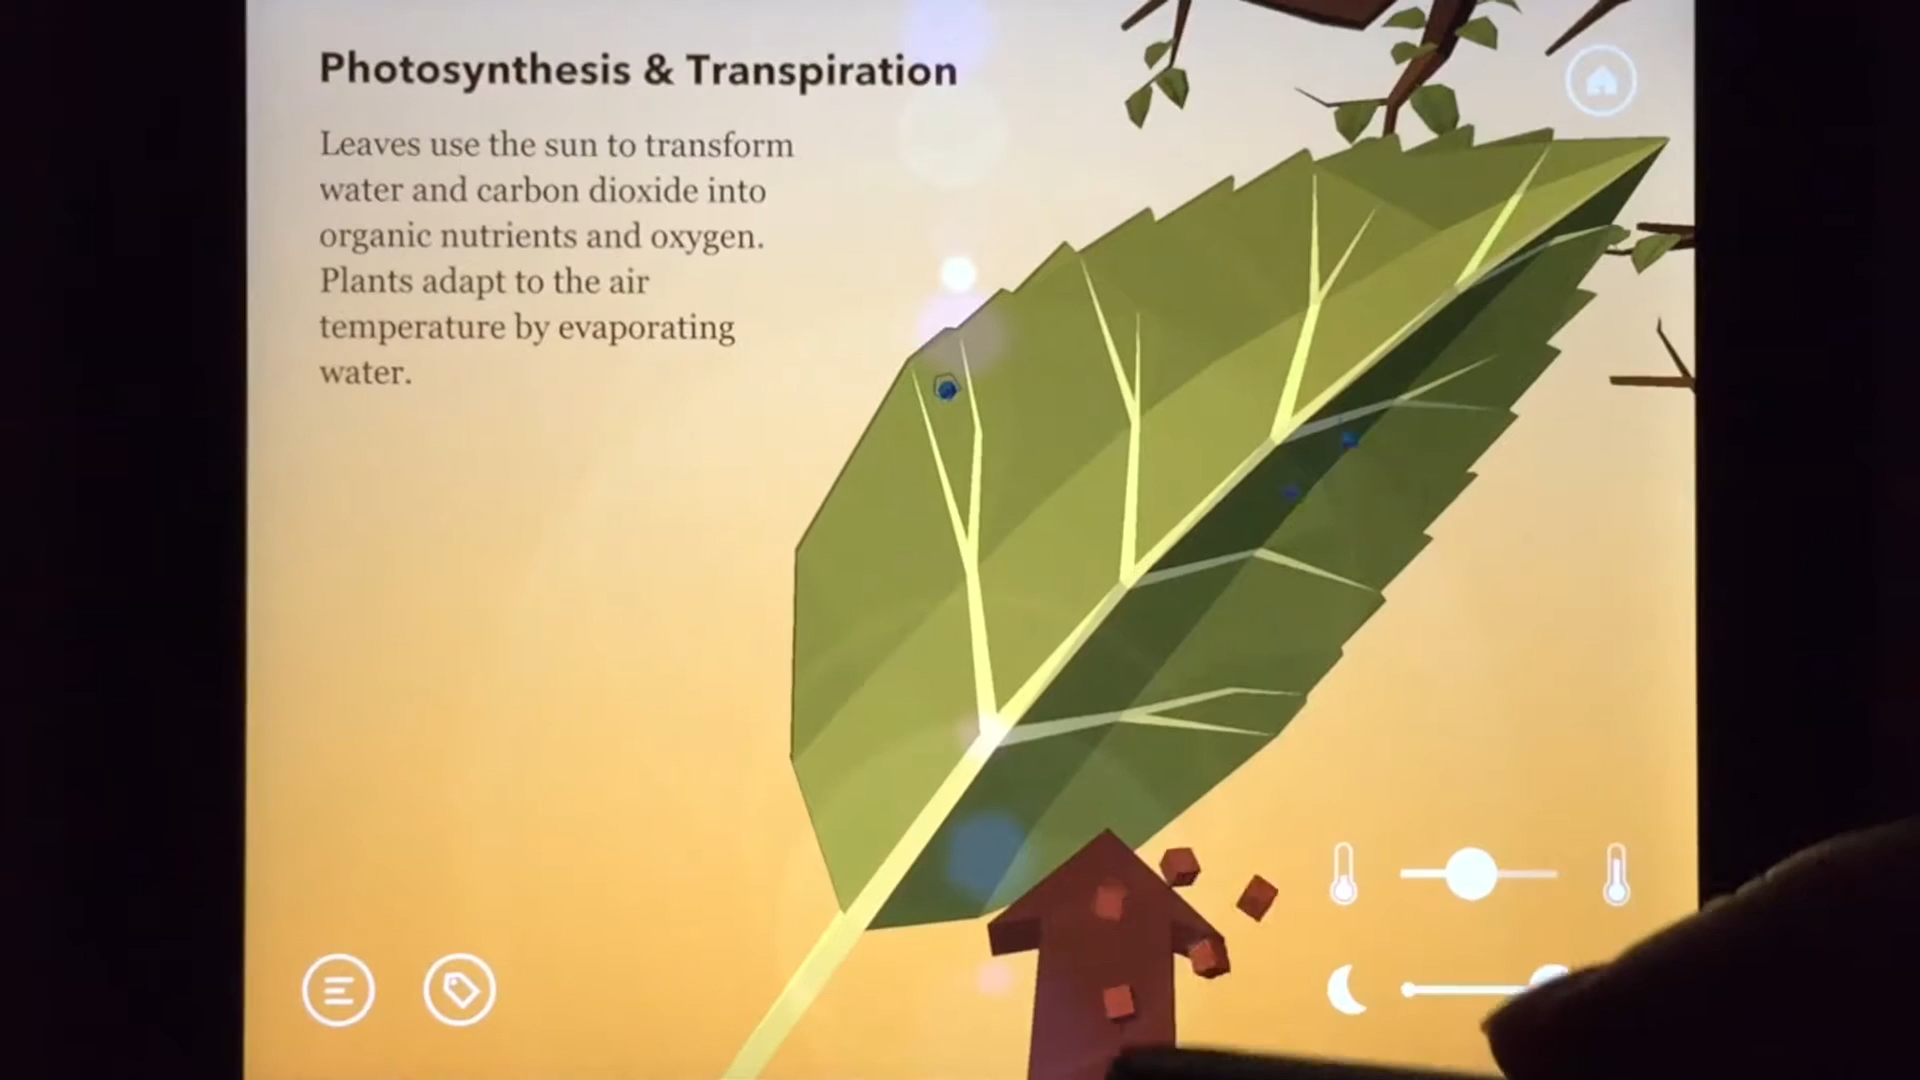 Photosynthesis & Transpiration
Leaves use the sun to transform
water and carbon dioxide into
organic nutrients and oxygen.
Plants adapt to the air
temperature by evaporating
water.